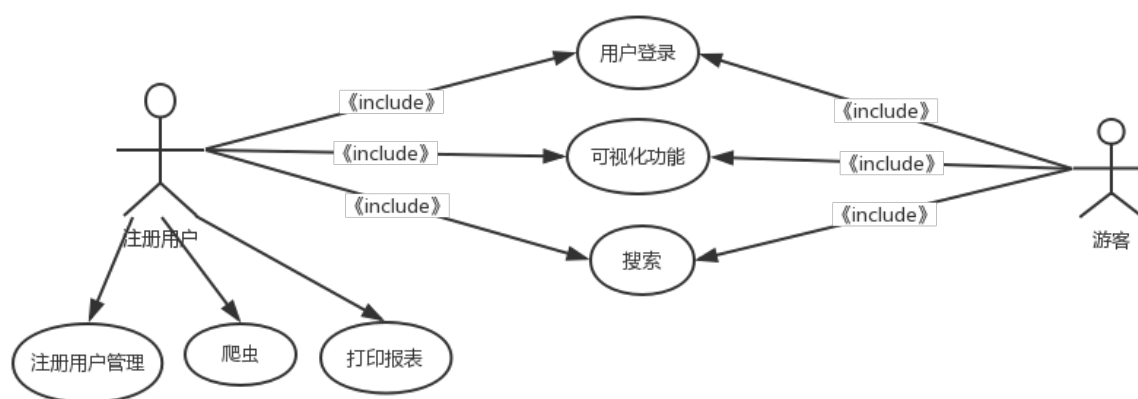 用户登录
《include》
《include》
《include》
可视化功能
《include》
《include》
《include》
搜索
注册用户
游客
注册用户管理
爬虫
打印报表